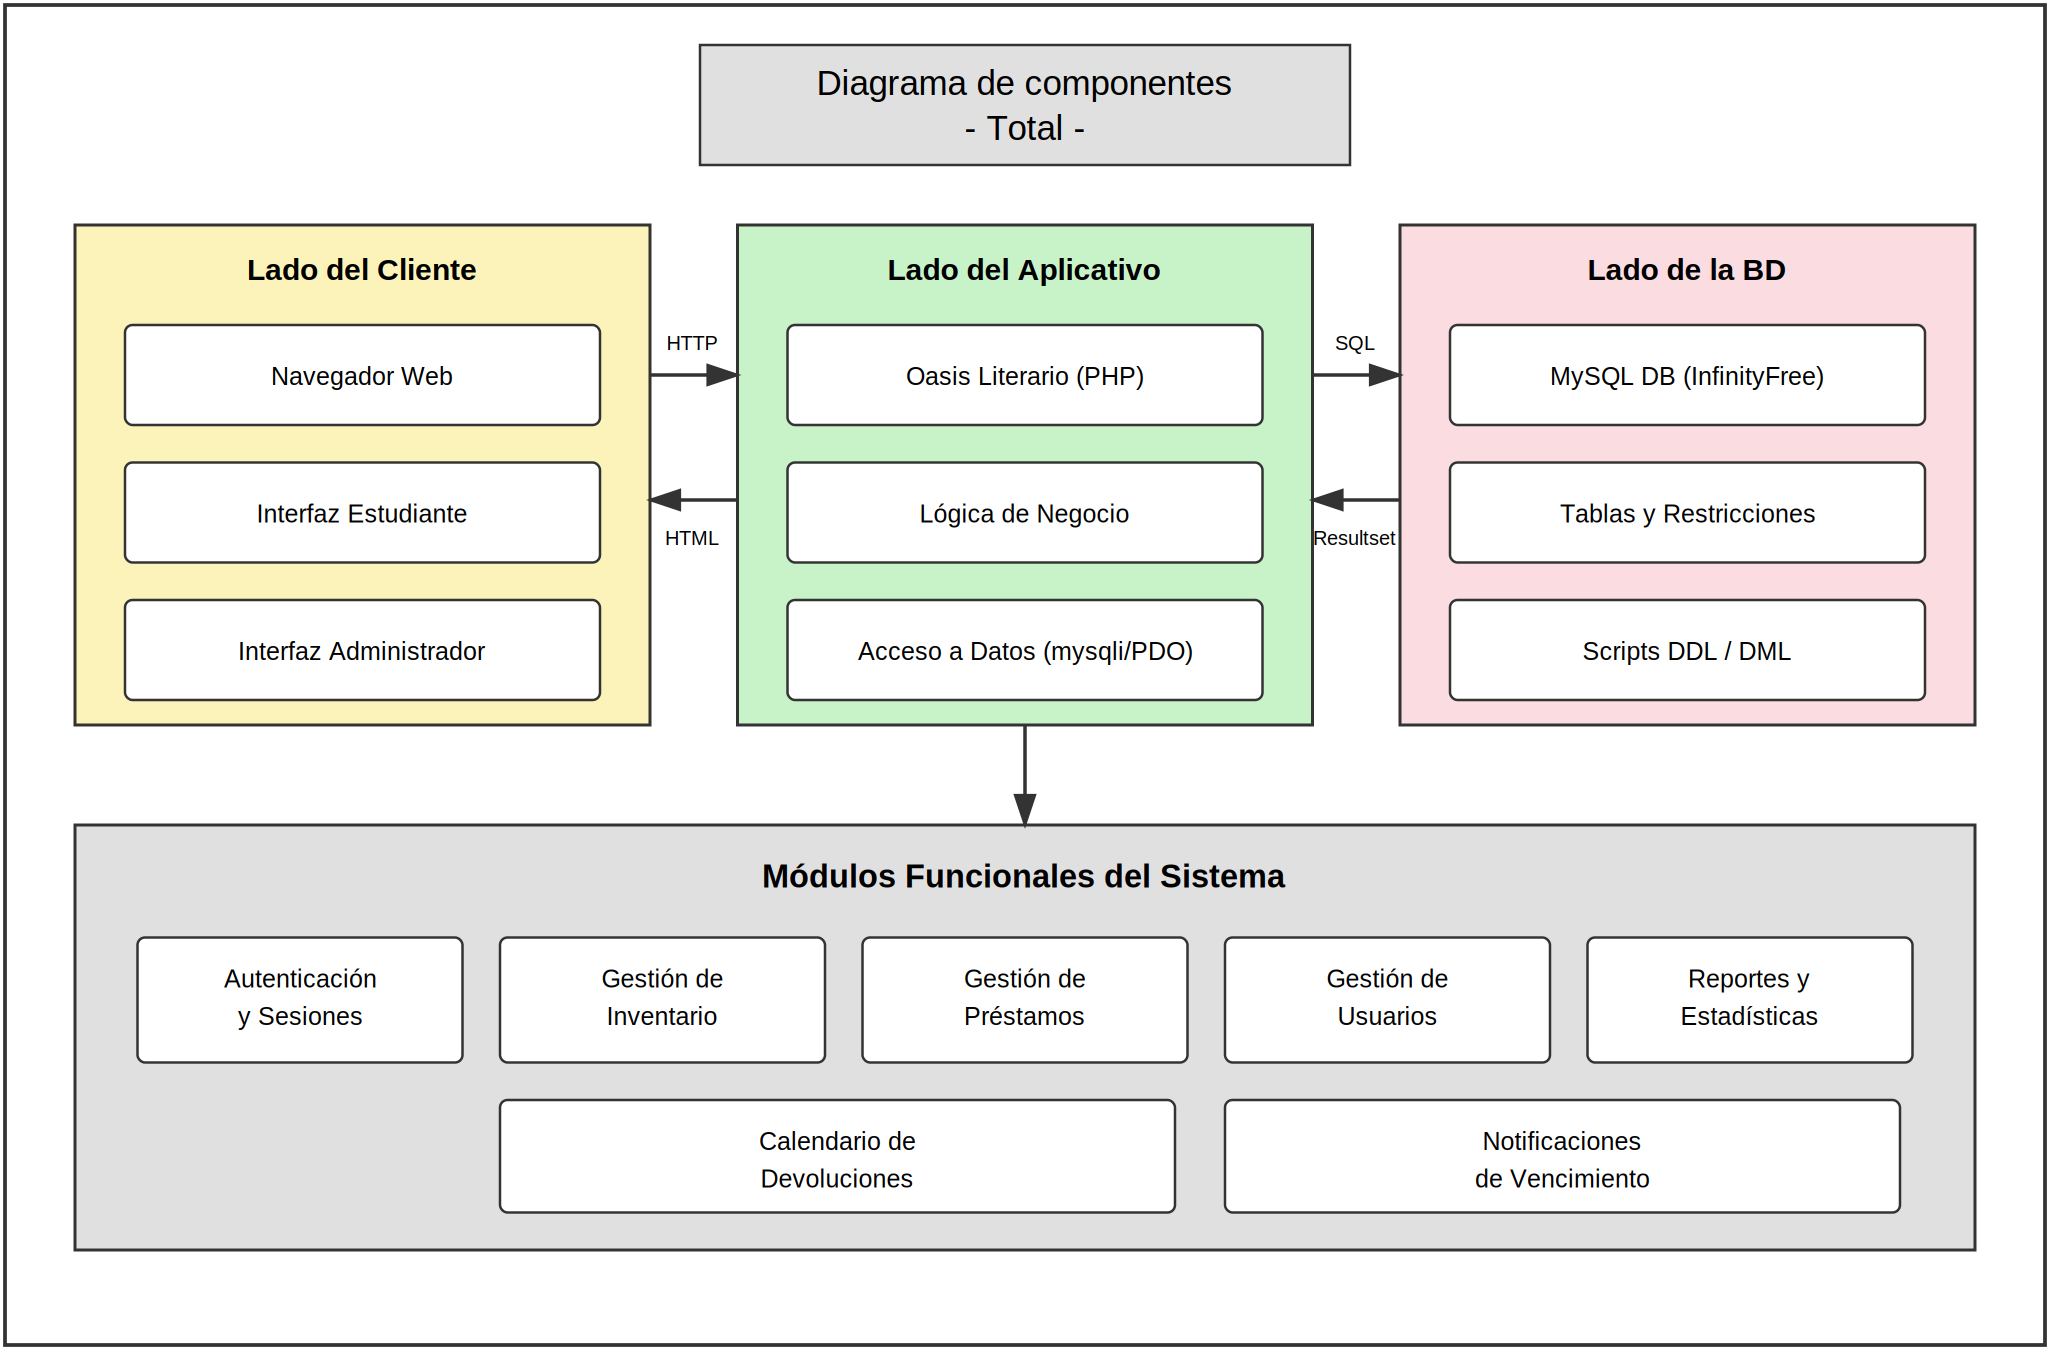 Diagrama de componentes
- Total -
Lado del Cliente
Navegador Web
Interfaz Estudiante
Interfaz Administrador
HTTP
HTML
Lado del Aplicativo
Oasis Literario (PHP)
Lógica de Negocio
Acceso a Datos (mysqli/PDO)
SQL
Resultset
Lado de la BD
MySQL DB (InfinityFree)
Tablas y Restricciones
Scripts DDL / DML
Módulos Funcionales del Sistema
Autenticación
y Sesiones
Gestión de
Inventario
Gestión de
Préstamos
Gestión de
Usuarios
Reportes y
Estadísticas
Calendario de
Devoluciones
Notificaciones
de Vencimiento